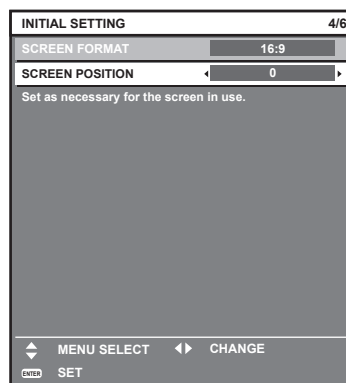 INITIAL SETTING 4/6
SCREEN FORMAT 16:9
SCREEN POSITION 0
Set as necessary for the screen in use.
MENU SELECT CHANGE
ENTER SET